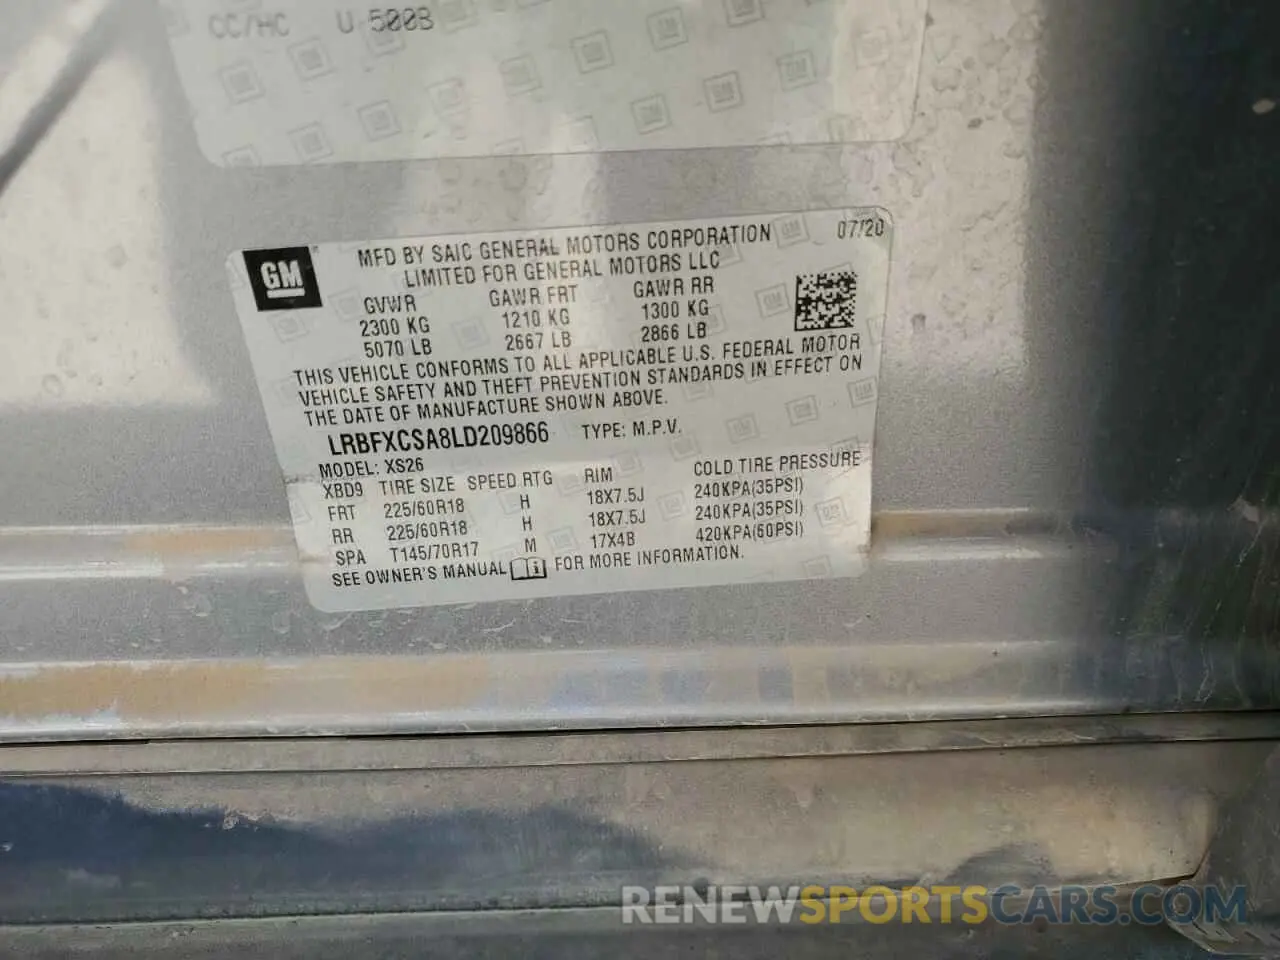 CC/HC U 5003
GM
MFD BY SAIC GENERAL MOTORS CORPORATION 07/20
LIMITED FOR GENERAL MOTORS LLC
GVWR GAWR FRT GAWR RR
2300 KG 1210 KG 1300 KG
5070 LB 2667 LB 2866 LB
THIS VEHICLE CONFORMS TO ALL APPLICABLE U.S. FEDERAL MOTOR
VEHICLE SAFETY AND THEFT PREVENTION STANDARDS IN EFFECT ON
THE DATE OF MANUFACTURE SHOWN ABOVE.
LRBFXCSA8LD209866 TYPE: M.P.V.
MODEL: XS26
XBD9 TIRE SIZE SPEED RTG RIM COLD TIRE PRESSURE
FRT 225/60R18 H 18X7.5J 240KPA(35PSI)
RR 225/60R18 H 18X7.5J 240KPA(35PSI)
SPA T145/70R17 M 17X4B 420KPA(60PSI)
SEE OWNER'S MANUAL FOR MORE INFORMATION.
RENEWSPORTSCARS.COM